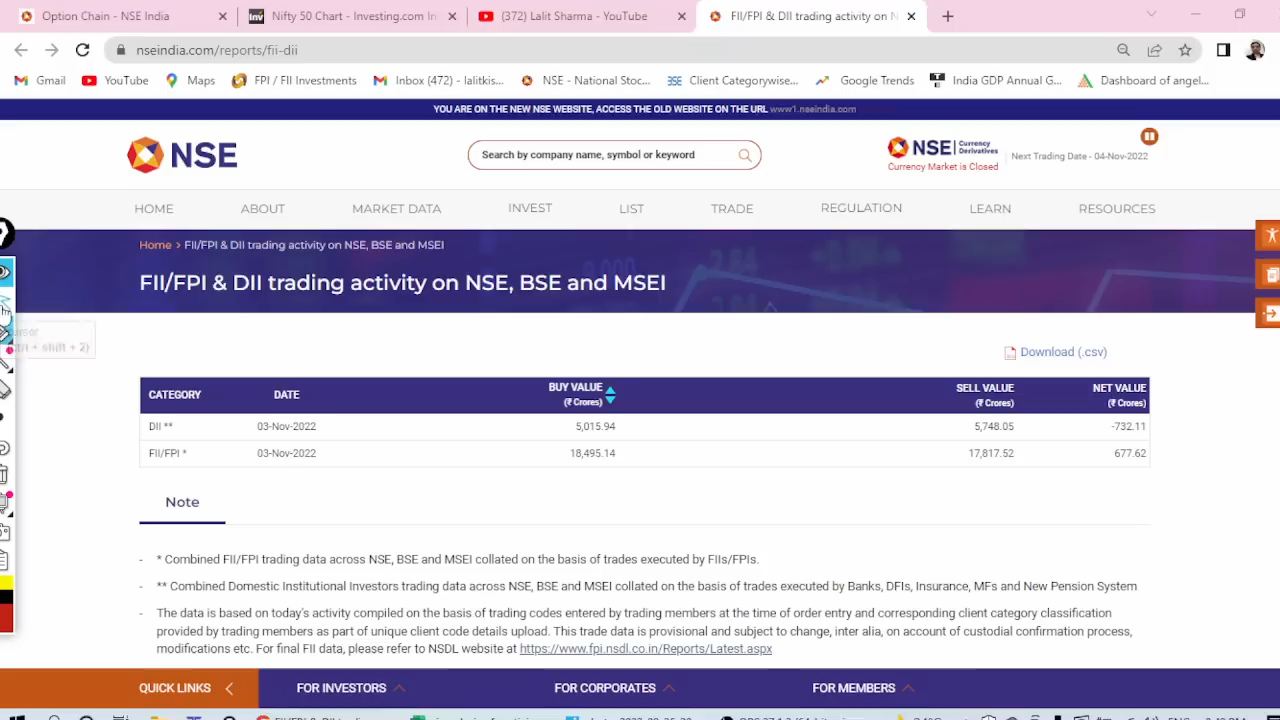 Option Chain - NSE India
Nifty 50 Chart - Investing.com In
(372) Lalit Sharma - YouTube
FII/FPI & DII trading activity on N
nseindia.com/reports/fii-dii
Gmail
YouTube
Maps
FPI / FII Investments
Inbox (472) - lalitkis...
NSE - National Stoc...
Client Categorywise...
Google Trends
India GDP Annual G...
Dashboard of angel...
YOU ARE ON THE NEW NSE WEBSITE, ACCESS THE OLD WEBSITE ON THE URL www1.nseindia.com
NSE
Search by company name, symbol or keyword
NSE Currency Derivatives
Currency Market is Closed
Next Trading Date - 04-Nov-2022
HOME ABOUT MARKET DATA INVEST LIST TRADE REGULATION LEARN RESOURCES
Home > FII/FPI & DII trading activity on NSE, BSE and MSEI
FII/FPI & DII trading activity on NSE, BSE and MSEI
ctrl + shift + 2)
Download (.csv)
CATEGORY DATE BUY VALUE (₹ Crores) SELL VALUE (₹ Crores) NET VALUE (₹ Crores)
DII ** 03-Nov-2022 5,015.94 5,748.05 -732.11
FII/FPI * 03-Nov-2022 18,495.14 17,817.52 677.62
Note
- * Combined FII/FPI trading data across NSE, BSE and MSEI collated on the basis of trades executed by FIIs/FPIs.
- ** Combined Domestic Institutional Investors trading data across NSE, BSE and MSEI collated on the basis of trades executed by Banks, DFIs, Insurance, MFs and New Pension System
- The data is based on today's activity compiled on the basis of trading codes entered by trading members at the time of order entry and corresponding client category classification
provided by trading members as part of unique client code details upload. This trade data is provisional and subject to change, inter alia, on account of custodial confirmation process,
modifications etc. For final FII data, please refer to NSDL website at https://www.fpi.nsdl.co.in/Reports/Latest.aspx
QUICK LINKS FOR INVESTORS FOR CORPORATES FOR MEMBERS